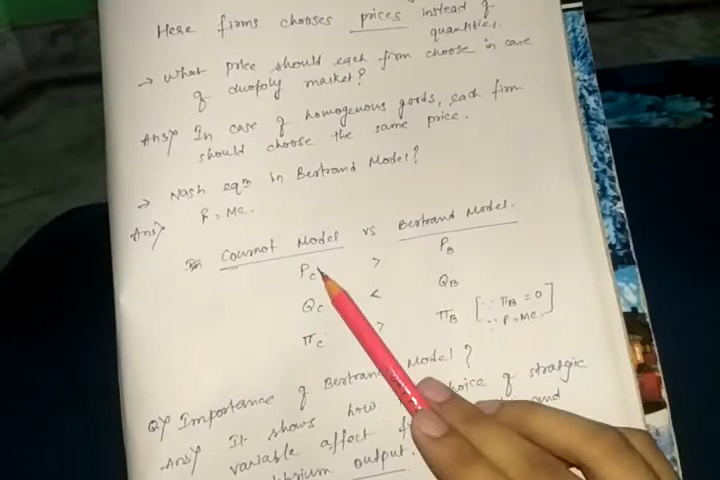 Here firms chooses prices instead of
quantities.
→ What price should each firm choose in case
of duopoly market?
Ans) In case of homogenous goods, each firm
should choose the same price.
→ Nash eqm in Bertrand Model?
Ans) P = MC.
Cournot Model vs Bertrand Model.
Pc > PB
Qc < QB
πc > πB [∵ πB = 0
∵ P = MC.]
Q) Importance of Bertrand Model?
Ans) It shows how choice of stratgic
variable affect and
output.